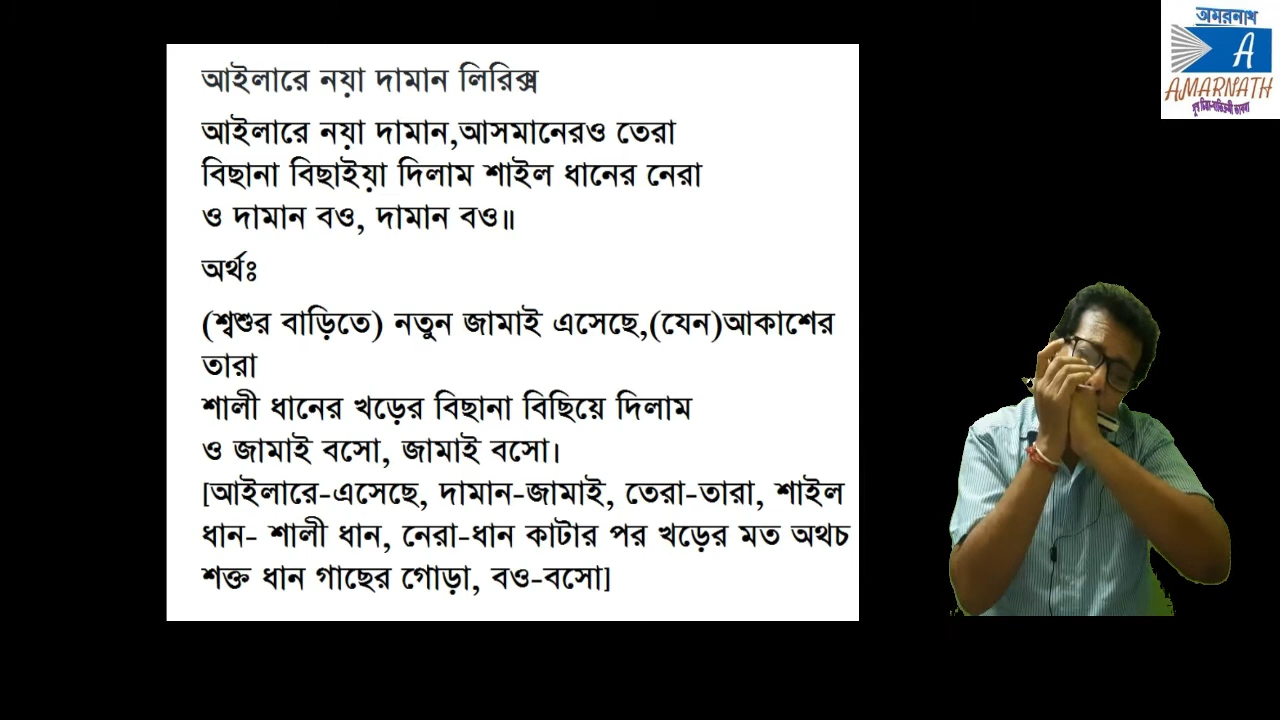 আইলারে নয়া দামান লিরিক্স
আইলারে নয়া দামান,আসমানেরও তেরা
বিছানা বিছাইয়া দিলাম শাইল ধানের নেরা
ও দামান বও, দামান বও॥
অর্থঃ
(শ্বশুর বাড়িতে) নতুন জামাই এসেছে,(যেন)আকাশের
তারা
শালী ধানের খড়ের বিছানা বিছিয়ে দিলাম
ও জামাই বসো, জামাই বসো।
[আইলারে-এসেছে, দামান-জামাই, তেরা-তারা, শাইল
ধান- শালী ধান, নেরা-ধান কাটার পর খড়ের মত অথচ
শক্ত ধান গাছের গোড়া, বও-বসো]
অমরনাথ
A
AMARNATH